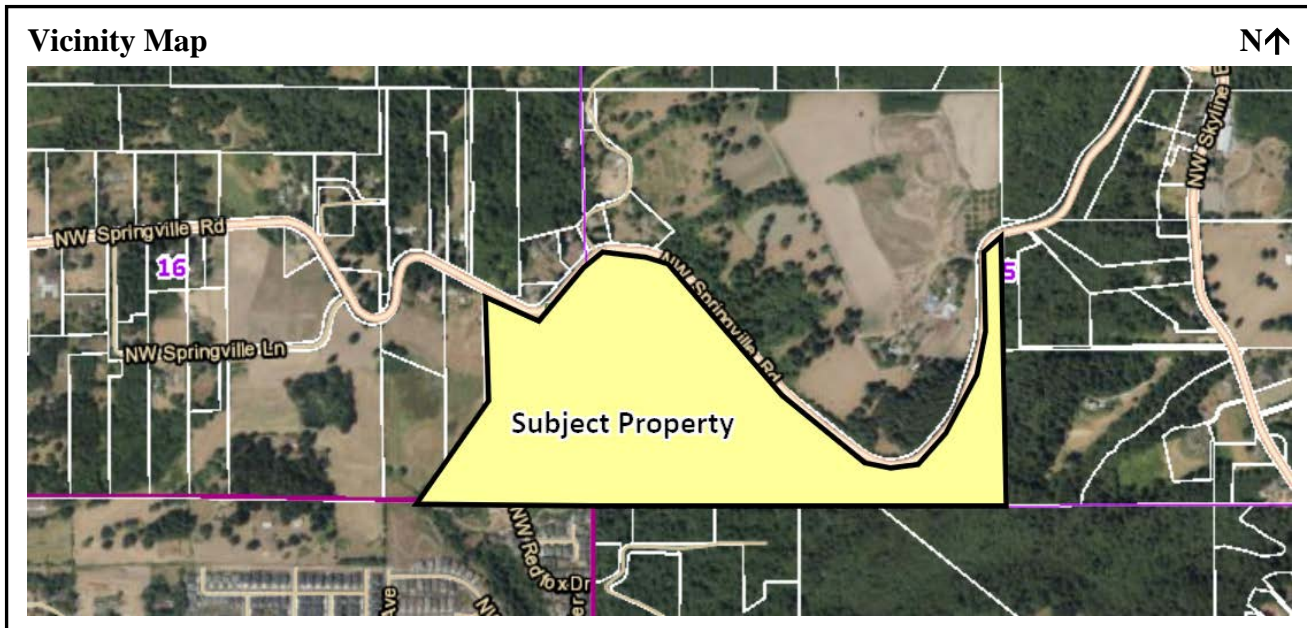 Vicinity Map
N↑
NW Skyline
NW Springville Rd
16
NW Springville Rd
5
NW Springville Ln
Subject Property
NW Redfox Dr
Ave
NW